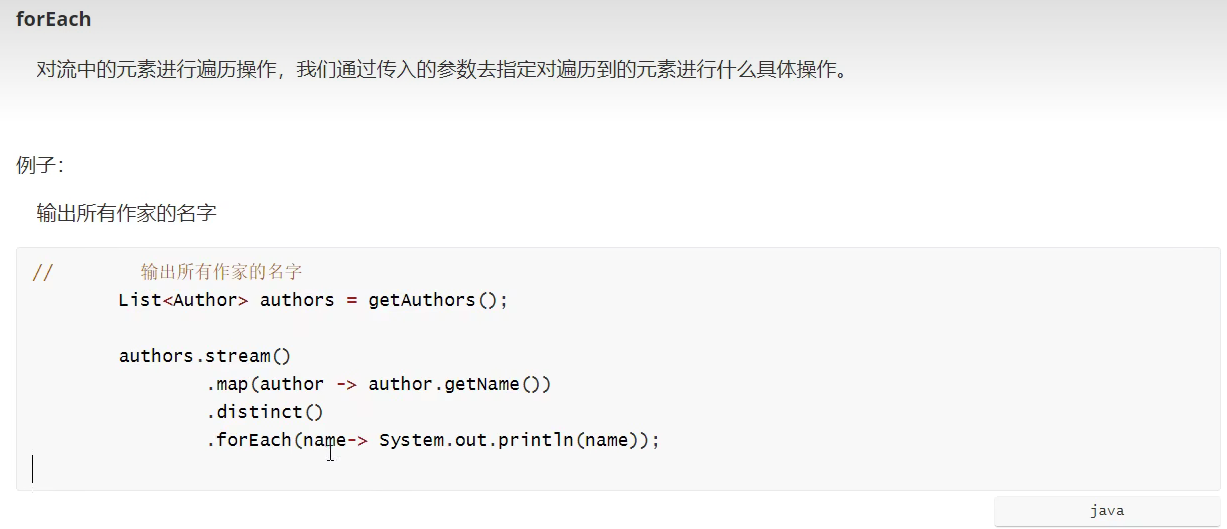 forEach
对流中的元素进行遍历操作，我们通过传入的参数去指定对遍历到的元素进行什么具体操作。
例子：
输出所有作家的名字
//        输出所有作家的名字
        List<Author> authors = getAuthors();
        authors.stream()
                .map(author -> author.getName())
                .distinct()
                .forEach(name-> System.out.println(name));
java